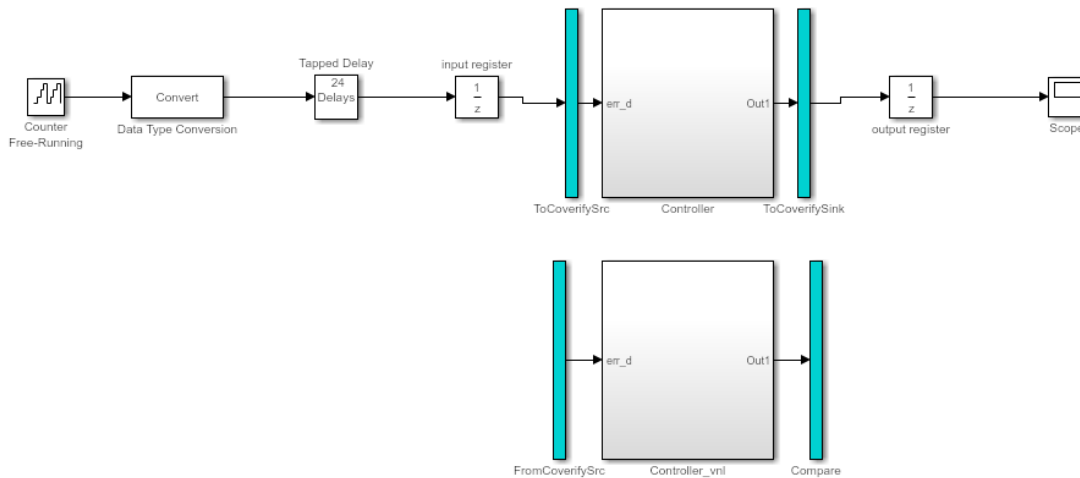 Tapped Delay
input register
24
Delays
1
z
Convert
err_d
Out1
1
z
Counter
Free-Running
Data Type Conversion
output register
Scope
ToCoverifySrc
Controller
ToCoverifySink
err_d
Out1
FromCoverifySrc
Controller_vnl
Compare